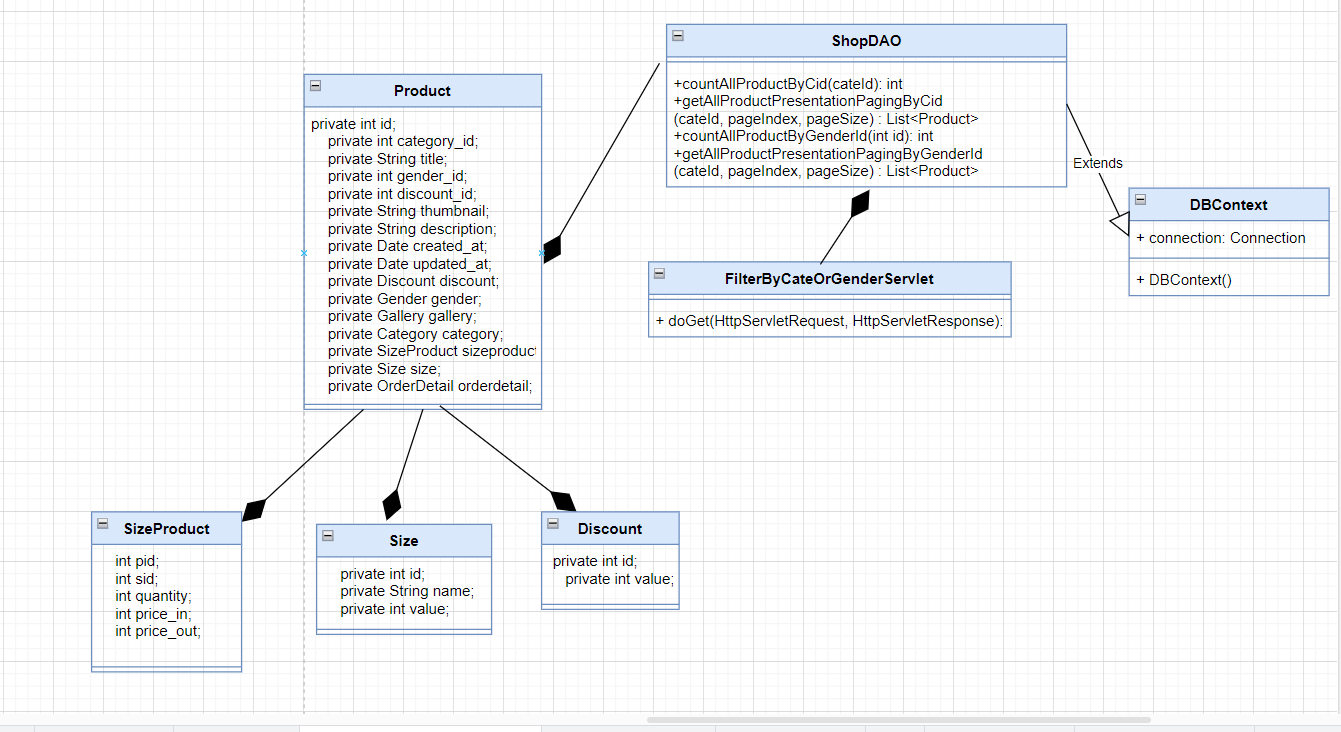 ShopDAO
+countAllProductByCid(cateId): int
+getAllProductPresentationPagingByCid
(cateId, pageIndex, pageSize) : List<Product>
+countAllProductByGenderId(int id): int
+getAllProductPresentationPagingByGenderId
(cateId, pageIndex, pageSize) : List<Product>
Product
private int id;
private int category_id;
private String title;
private int gender_id;
private int discount_id;
private String thumbnail;
private String description;
private Date created_at;
private Date updated_at;
private Discount discount;
private Gender gender;
private Gallery gallery;
private Category category;
private SizeProduct sizeproduct
private Size size;
private OrderDetail orderdetail;
Extends
DBContext
+ connection: Connection
+ DBContext()
FilterByCateOrGenderServlet
+ doGet(HttpServletRequest, HttpServletResponse):
SizeProduct
int pid;
int sid;
int quantity;
int price_in;
int price_out;
Size
private int id;
private String name;
private int value;
Discount
private int id;
private int value;